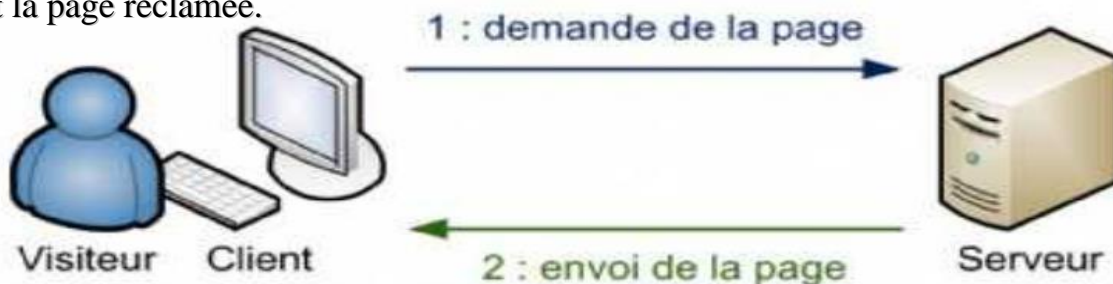 t la page réclamée.
1 : demande de la page
Visiteur Client
2 : envoi de la page
Serveur